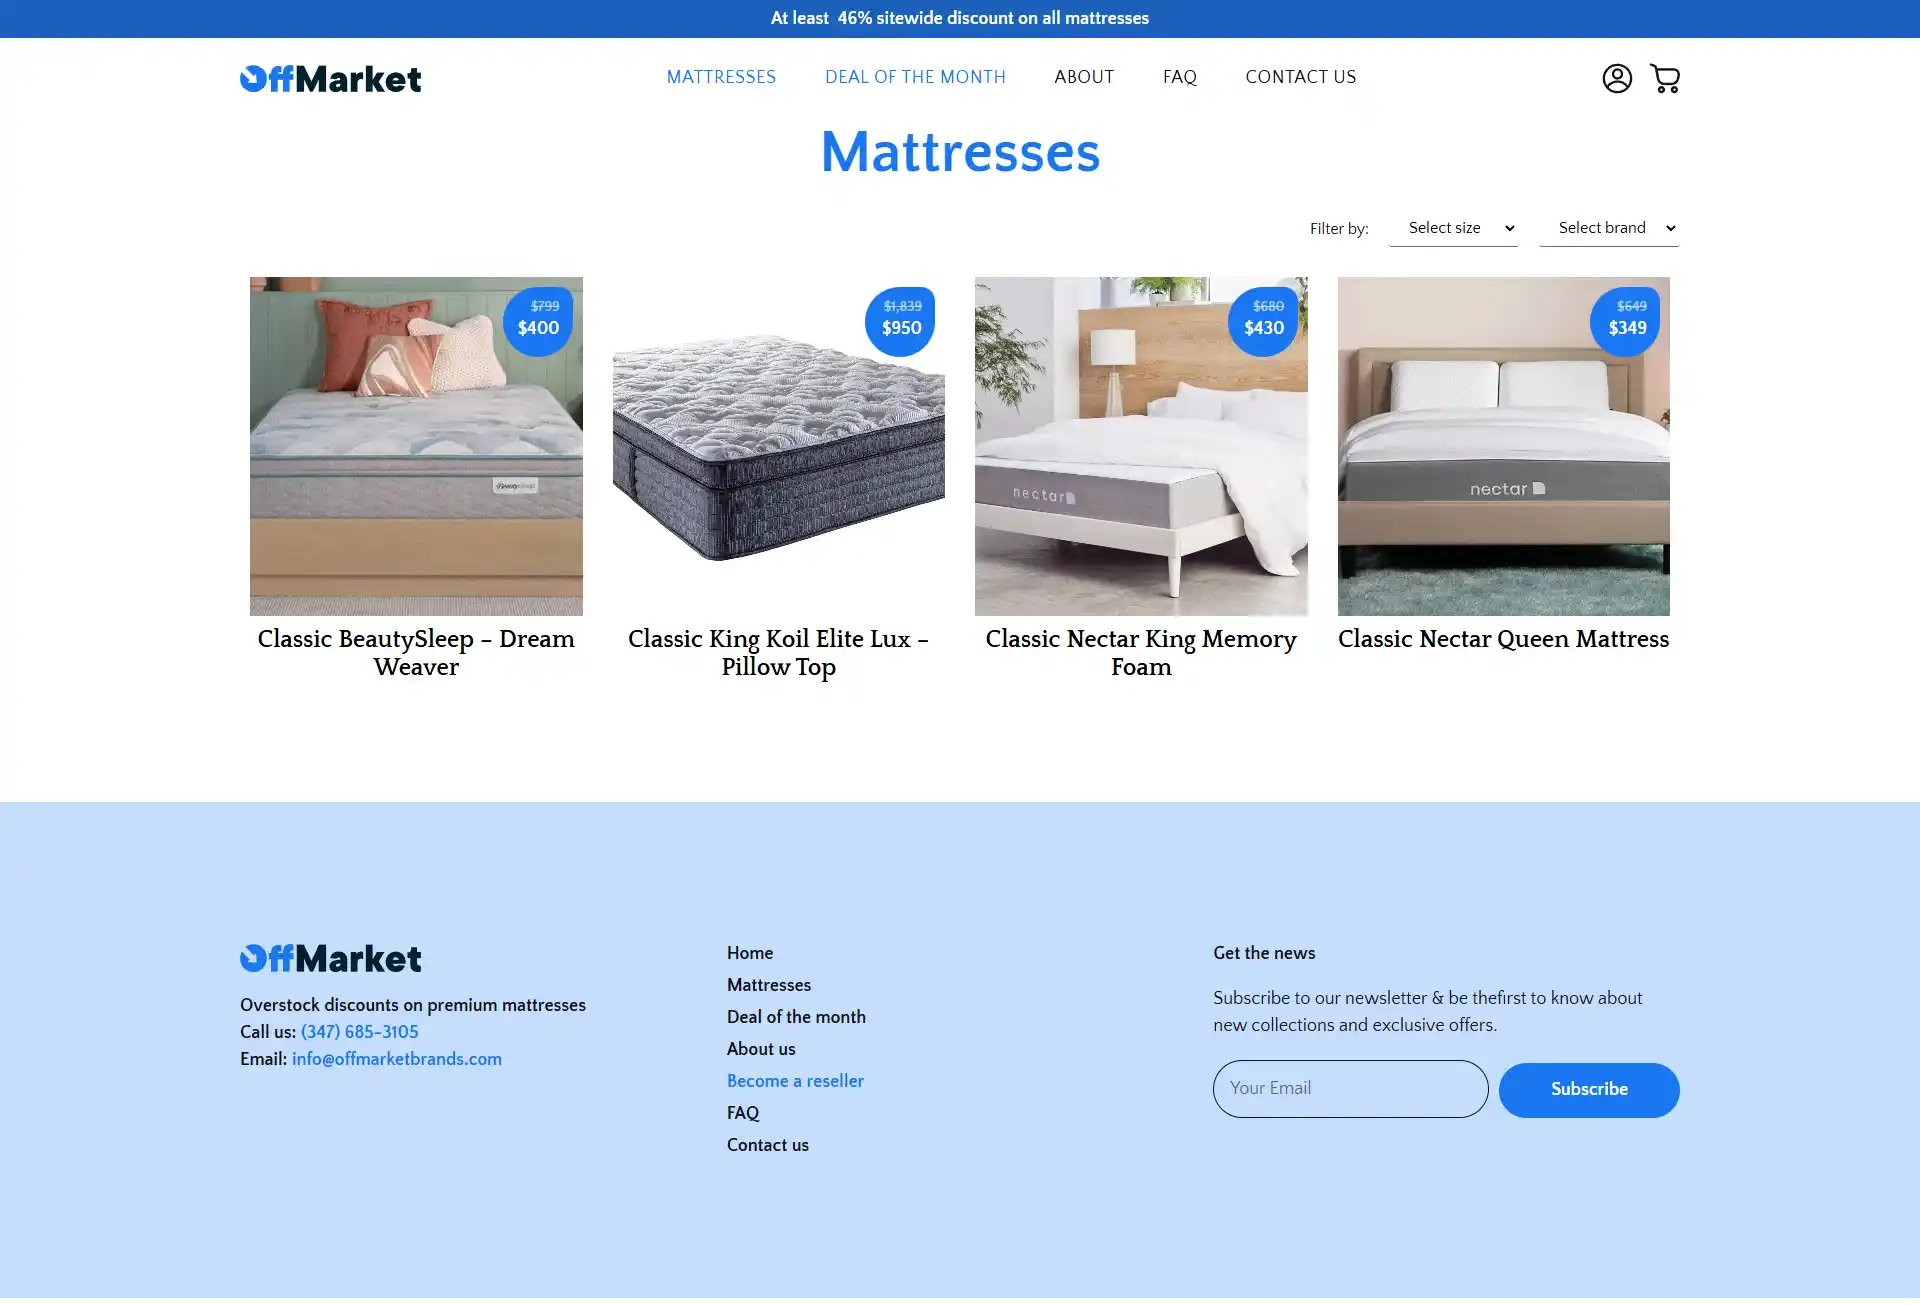 At least 46% sitewide discount on all mattresses
OffMarket
MATTRESSES
DEAL OF THE MONTH
ABOUT
FAQ
CONTACT US
Mattresses
Filter by:
Select size
Select brand
$799
$400
$1,839
$950
$680
$430
$649
$349
BeautySleep
nectar
nectar
Classic BeautySleep – Dream
Weaver
Classic King Koil Elite Lux –
Pillow Top
Classic Nectar King Memory
Foam
Classic Nectar Queen Mattress
OffMarket
Overstock discounts on premium mattresses
Call us: (347) 685-3105
Email: info@offmarketbrands.com
Home
Mattresses
Deal of the month
About us
Become a reseller
FAQ
Contact us
Get the news
Subscribe to our newsletter & be thefirst to know about
new collections and exclusive offers.
Your Email
Subscribe